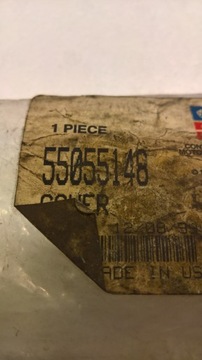 1 PIECE
55055148
COVER
ADE IN US